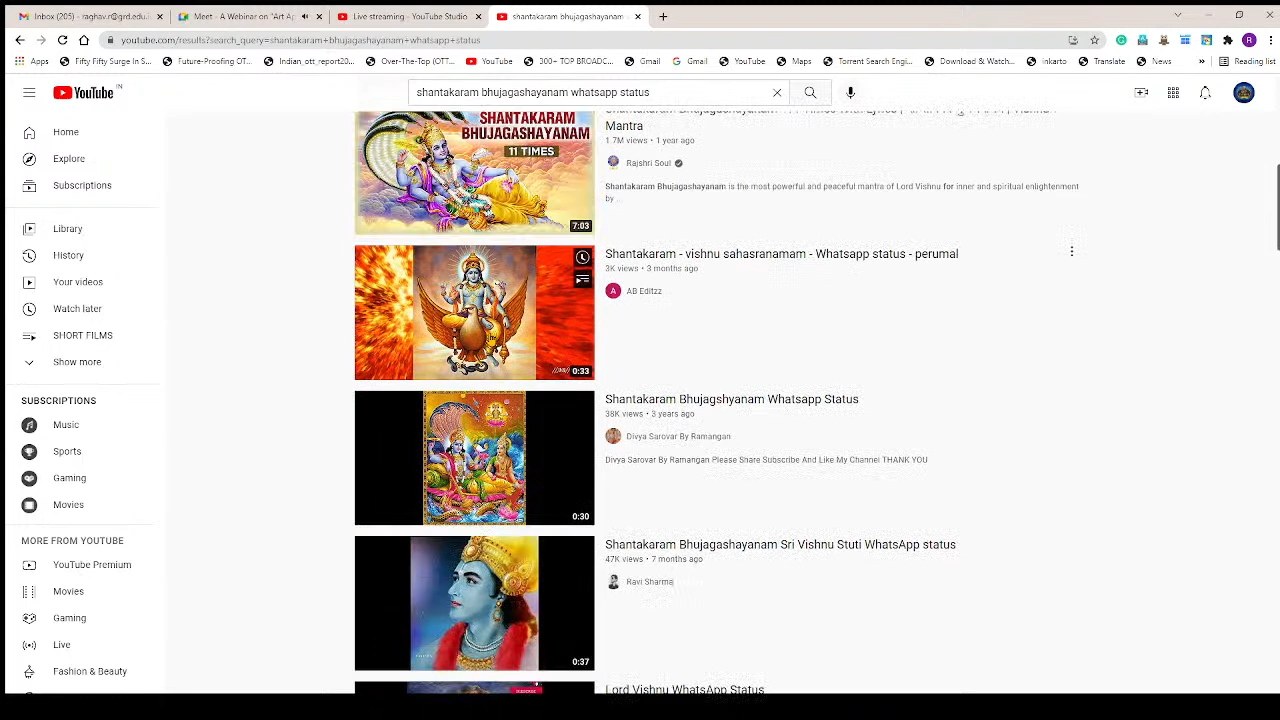 Inbox (205) - raghav.r@grd.edu.i
Meet - A Webinar on "Art Ap
Live streaming - YouTube Studio
shantakaram bhujagashayanam
youtube.com/results?search_query=shantakaram+bhujagashayanam+whatsapp+status
Apps
Fifty Fifty Surge In S...
Future-Proofing OT...
Indian_ott_report20...
Over-The-Top (OTT...
YouTube
300+ TOP BROADC...
Gmail
Gmail
YouTube
Maps
Torrent Search Engi...
Download & Watch...
Inkarto
Translate
News
»
Reading list
YouTube IN
shantakaram bhujagashayanam whatsapp status
Home
Explore
Subscriptions
Library
History
Your videos
Watch later
SHORT FILMS
Show more
SUBSCRIPTIONS
Music
Sports
Gaming
Movies
MORE FROM YOUTUBE
YouTube Premium
Movies
Gaming
Live
Fashion & Beauty
SHANTAKARAM
BHUJAGASHAYANAM
11 TIMES
7:03
Mantra
1.7M views • 1 year ago
Rajshri Soul
Shantakaram Bhujagashayanam is the most powerful and peaceful mantra of Lord Vishnu for inner and spiritual enlightenment
by ...
0:33
Shantakaram - vishnu sahasranamam - Whatsapp status - perumal
3K views • 3 months ago
A
AB Editzz
0:30
Shantakaram Bhujagshyanam Whatsapp Status
38K views • 3 years ago
Divya Sarovar By Ramangan
Divya Sarovar By Ramangan Please Share Subscribe And Like My Channel THANK YOU
0:37
Shantakaram Bhujagashayanam Sri Vishnu Stuti WhatsApp status
47K views • 7 months ago
Ravi Sharma
Lord Vishnu WhatsApp Status